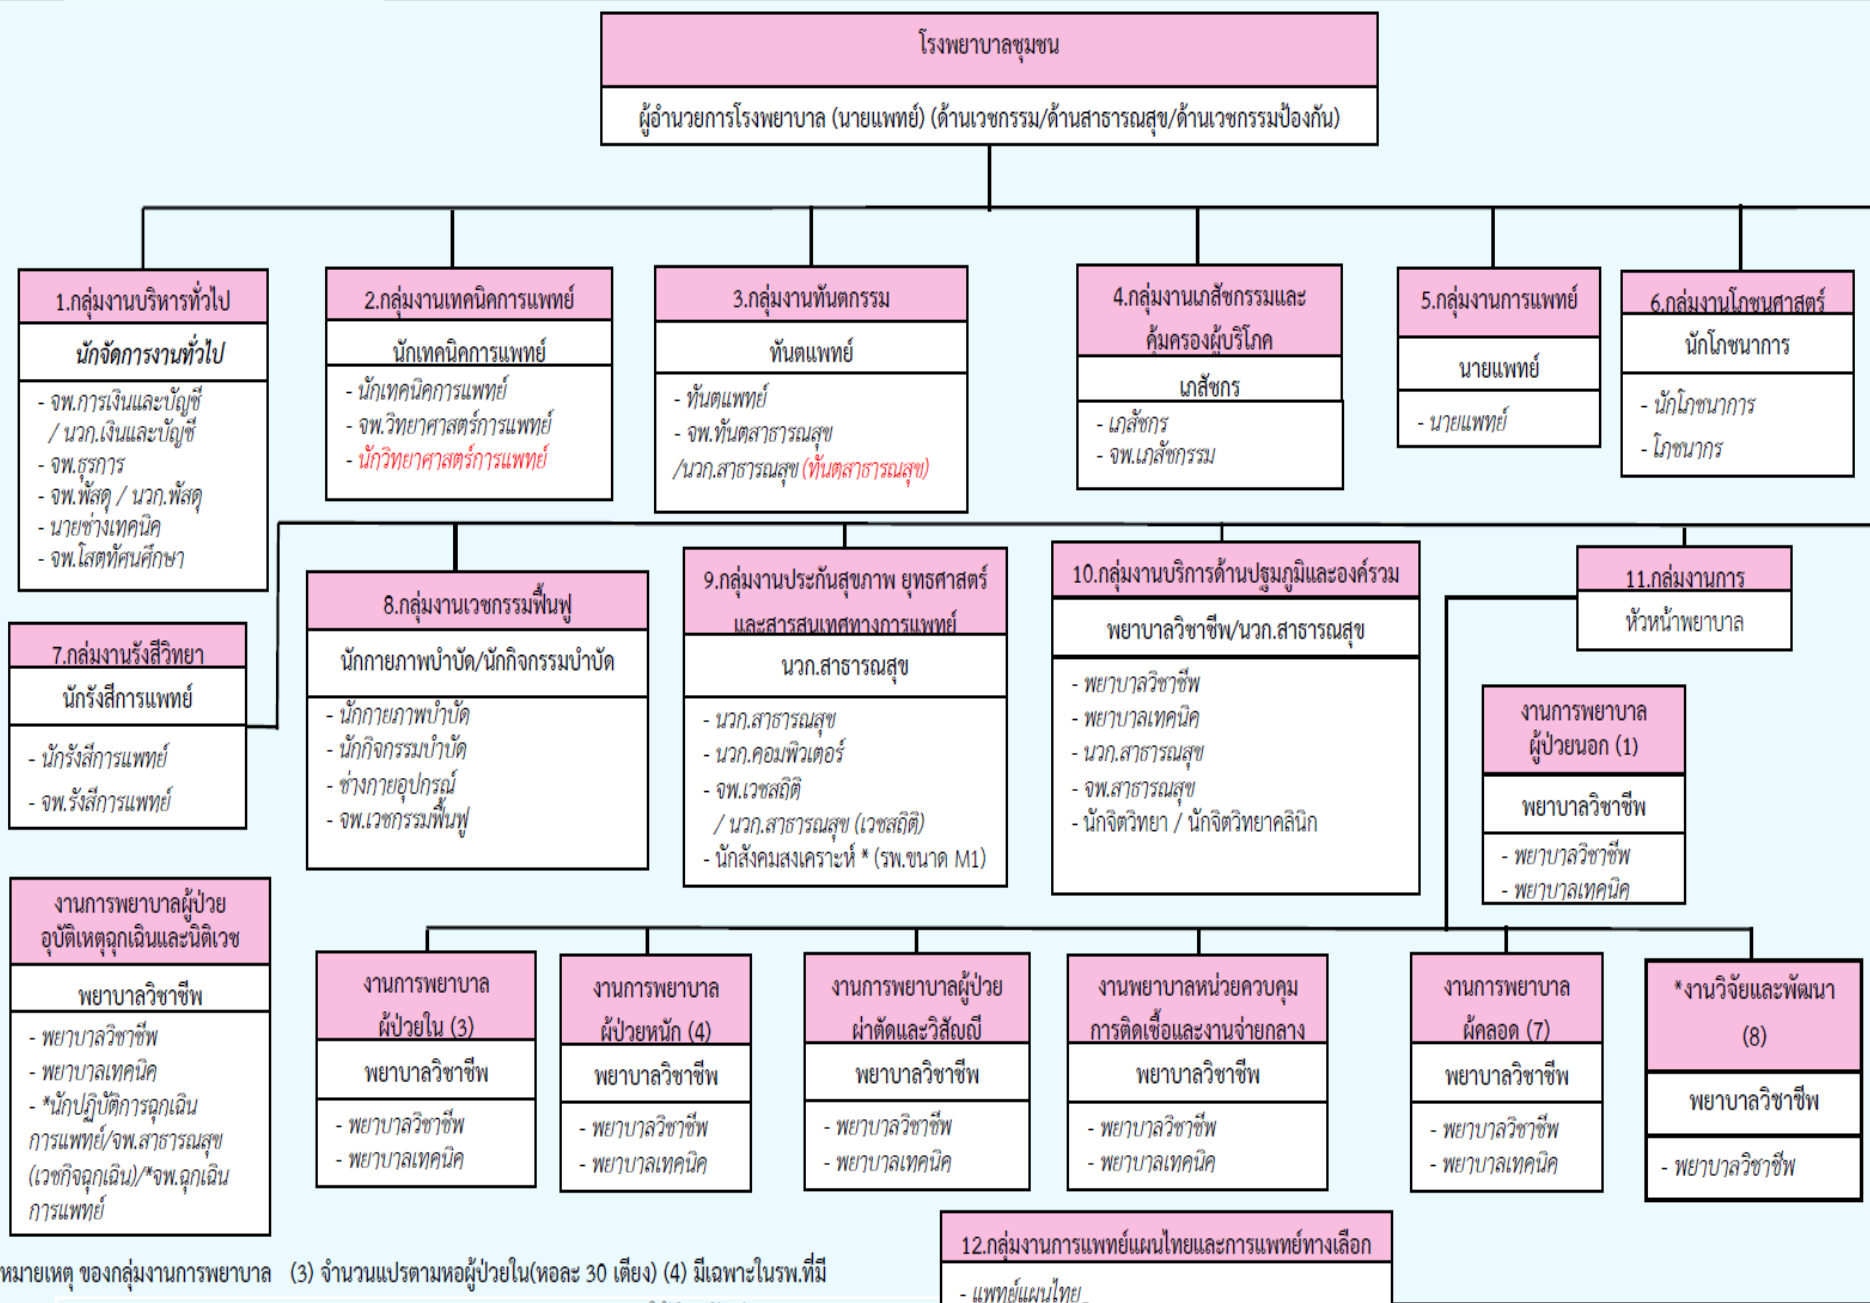 โรงพยาบาลชุมชน
ผู้อำนวยการโรงพยาบาล (นายแพทย์) (ด้านเวชกรรม/ด้านสาธารณสุข/ด้านเวชกรรมป้องกัน)
1.กลุ่มงานบริหารทั่วไป
นักจัดการงานทั่วไป
- จพ.การเงินและบัญชี
/ นวก.เงินและบัญชี
- จพ.ธุรการ
- จพ.พัสดุ / นวก.พัสดุ
- นายช่างเทคนิค
- จพ.โสตทัศนศึกษา
2.กลุ่มงานเทคนิคการแพทย์
นักเทคนิคการแพทย์
- นักเทคนิคการแพทย์
- จพ.วิทยาศาสตร์การแพทย์
- นักวิทยาศาสตร์การแพทย์
3.กลุ่มงานทันตกรรม
ทันตแพทย์
- ทันตแพทย์
- จพ.ทันตสาธารณสุข
/นวก.สาธารณสุข (ทันตสาธารณสุข)
4.กลุ่มงานเภสัชกรรมและ
คุ้มครองผู้บริโภค
เภสัชกร
- เภสัชกร
- จพ.เภสัชกรรม
5.กลุ่มงานการแพทย์
นายแพทย์
- นายแพทย์
6.กลุ่มงานโภชนศาสตร์
นักโภชนาการ
- นักโภชนาการ
- โภชนากร
7.กลุ่มงานรังสีวิทยา
นักรังสีการแพทย์
- นักรังสีการแพทย์
- จพ.รังสีการแพทย์
8.กลุ่มงานเวชกรรมฟื้นฟู
นักกายภาพบำบัด/นักกิจกรรมบำบัด
- นักกายภาพบำบัด
- นักกิจกรรมบำบัด
- ช่างกายอุปกรณ์
- จพ.เวชกรรมฟื้นฟู
9.กลุ่มงานประกันสุขภาพ ยุทธศาสตร์
และสารสนเทศทางการแพทย์
นวก.สาธารณสุข
- นวก.สาธารณสุข
- นวก.คอมพิวเตอร์
- จพ.เวชสถิติ
/ นวก.สาธารณสุข (เวชสถิติ)
- นักสังคมสงเคราะห์ * (รพ.ขนาด M1)
10.กลุ่มงานบริการด้านปฐมภูมิและองค์รวม
พยาบาลวิชาชีพ/นวก.สาธารณสุข
- พยาบาลวิชาชีพ
- พยาบาลเทคนิค
- นวก.สาธารณสุข
- จพ.สาธารณสุข
- นักจิตวิทยา / นักจิตวิทยาคลินิก
11.กลุ่มงานการ
หัวหน้าพยาบาล
งานการพยาบาล
ผู้ป่วยนอก (1)
พยาบาลวิชาชีพ
- พยาบาลวิชาชีพ
- พยาบาลเทคนิค
งานการพยาบาลผู้ป่วย
อุบัติเหตุฉุกเฉินและนิติเวช
พยาบาลวิชาชีพ
- พยาบาลวิชาชีพ
- พยาบาลเทคนิค
- *นักปฏิบัติการฉุกเฉิน
การแพทย์/จพ.สาธารณสุข
(เวชกิจฉุกเฉิน)/*จพ.ฉุกเฉิน
การแพทย์
งานการพยาบาล
ผู้ป่วยใน (3)
พยาบาลวิชาชีพ
- พยาบาลวิชาชีพ
- พยาบาลเทคนิค
งานการพยาบาล
ผู้ป่วยหนัก (4)
พยาบาลวิชาชีพ
- พยาบาลวิชาชีพ
- พยาบาลเทคนิค
งานการพยาบาลผู้ป่วย
ผ่าตัดและวิสัญญี
พยาบาลวิชาชีพ
- พยาบาลวิชาชีพ
- พยาบาลเทคนิค
งานพยาบาลหน่วยควบคุม
การติดเชื้อและงานจ่ายกลาง
พยาบาลวิชาชีพ
- พยาบาลวิชาชีพ
- พยาบาลเทคนิค
งานการพยาบาล
ผู้คลอด (7)
พยาบาลวิชาชีพ
- พยาบาลวิชาชีพ
- พยาบาลเทคนิค
*งานวิจัยและพัฒนา
(8)
พยาบาลวิชาชีพ
- พยาบาลวิชาชีพ
12.กลุ่มงานการแพทย์แผนไทยและการแพทย์ทางเลือก
- แพทย์แผนไทย
หมายเหตุ ของกลุ่มงานการพยาบาล (3) จำนวนแปรตามหอผู้ป่วยใน(หอละ 30 เตียง) (4) มีเฉพาะในรพ.ที่มี